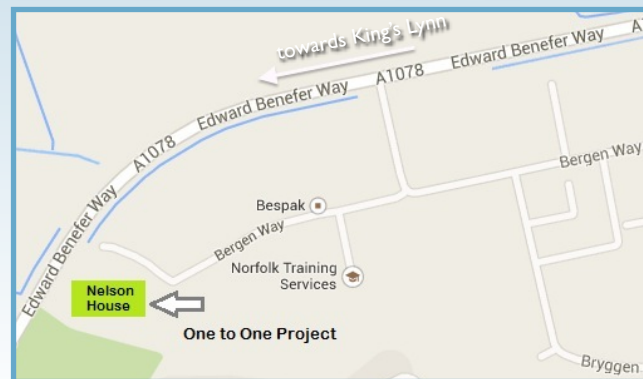 towards King's Lynn
A1078
Edward Benefer Way
A1078
Edward Benefer Way
A1078
Edward Benefer Way
Bergen Way
Bespak
Bergen Way
Norfolk Training
Services
Nelson
House
One to One Project
Bryggen